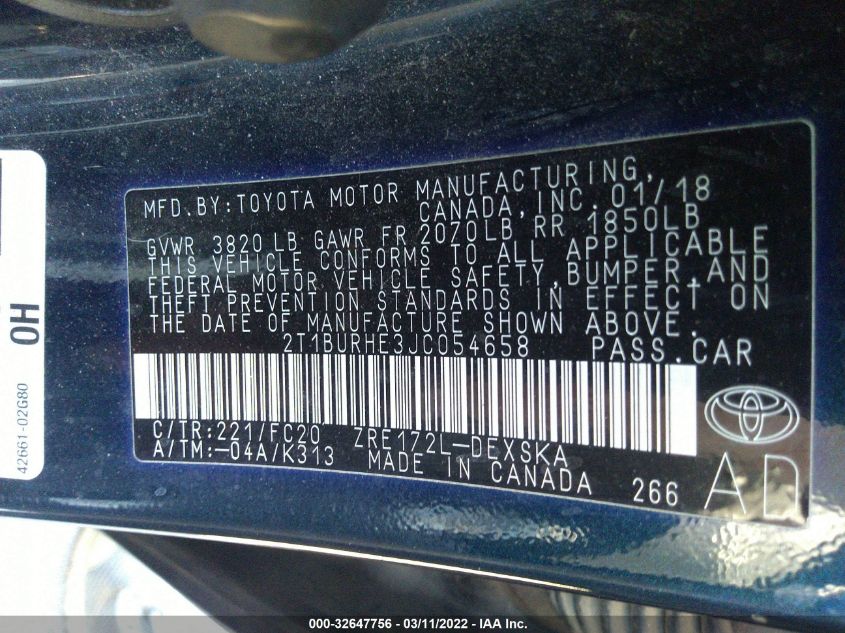 MFD.BY:TOYOTA MOTOR MANUFACTURING,
CANADA, INC. 01/18
GVWR 3820 LB GAWR FR 2070LB RR 1850LB
THIS VEHICLE CONFORMS TO ALL APPLICABLE
FEDERAL MOTOR VEHICLE SAFETY, BUMPER, AND
THEFT PREVENTION STANDARDS IN EFFECT ON
THE DATE OF MANUFACTURE SHOWN ABOVE.
2T1BURHE3JC054658 PASS.CAR
C/TR:221/FC20 ZRE172L-DEXSKA
A/TM:-04A/K313 MADE IN CANADA 266
AD
OH
42661-02G80
000-32647756 - 03/11/2022 - IAA Inc.